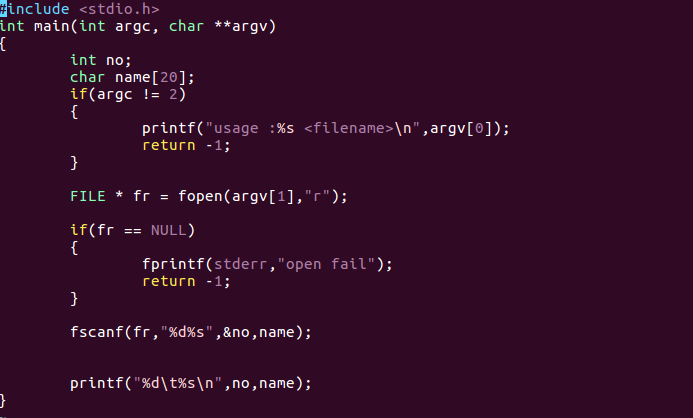 #include <stdio.h>
int main(int argc, char **argv)
{
        int no;
        char name[20];
        if(argc != 2)
        {
                printf("usage :%s <filename>\n",argv[0]);
                return -1;
        }

        FILE * fr = fopen(argv[1],"r");

        if(fr == NULL)
        {
                fprintf(stderr,"open fail");
                return -1;
        }

        fscanf(fr,"%d%s",&no,name);


        printf("%d\t%s\n",no,name);
}